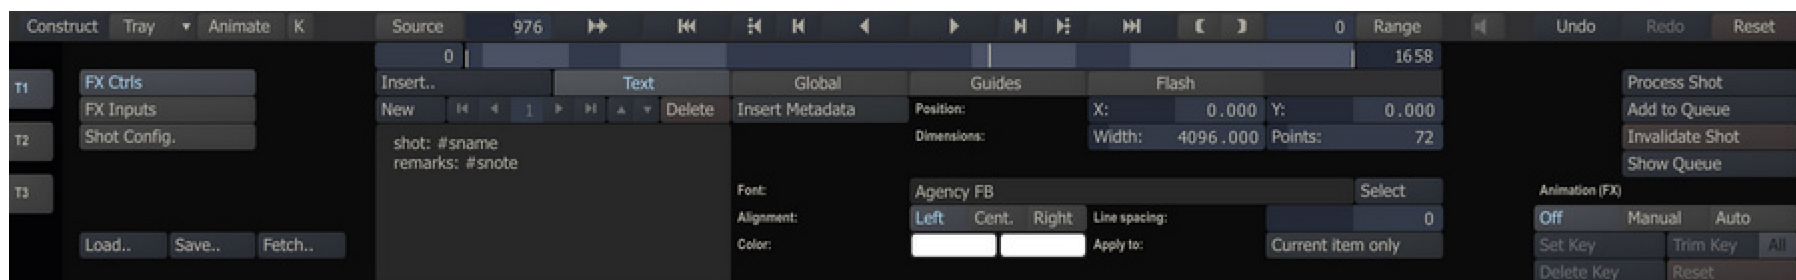 Construct Tray Animate K Source 976 0 Range Undo Redo Reset
0 1658
T1 FX Ctrls Insert.. Text Global Guides Flash Process Shot
FX Inputs New 1 Delete Insert Metadata Position: X: 0.000 Y: 0.000 Add to Queue
T2 Shot Config. shot: #sname Dimensions: Width: 4096.000 Points: 72 Invalidate Shot
remarks: #snote Show Queue
T3 Font: Agency FB Select Animation (FX)
Alignment: Left Cent. Right Line spacing: 0 Off Manual Auto
Load.. Save.. Fetch.. Color: Apply to: Current item only Set Key Trim Key All
Delete Key Reset